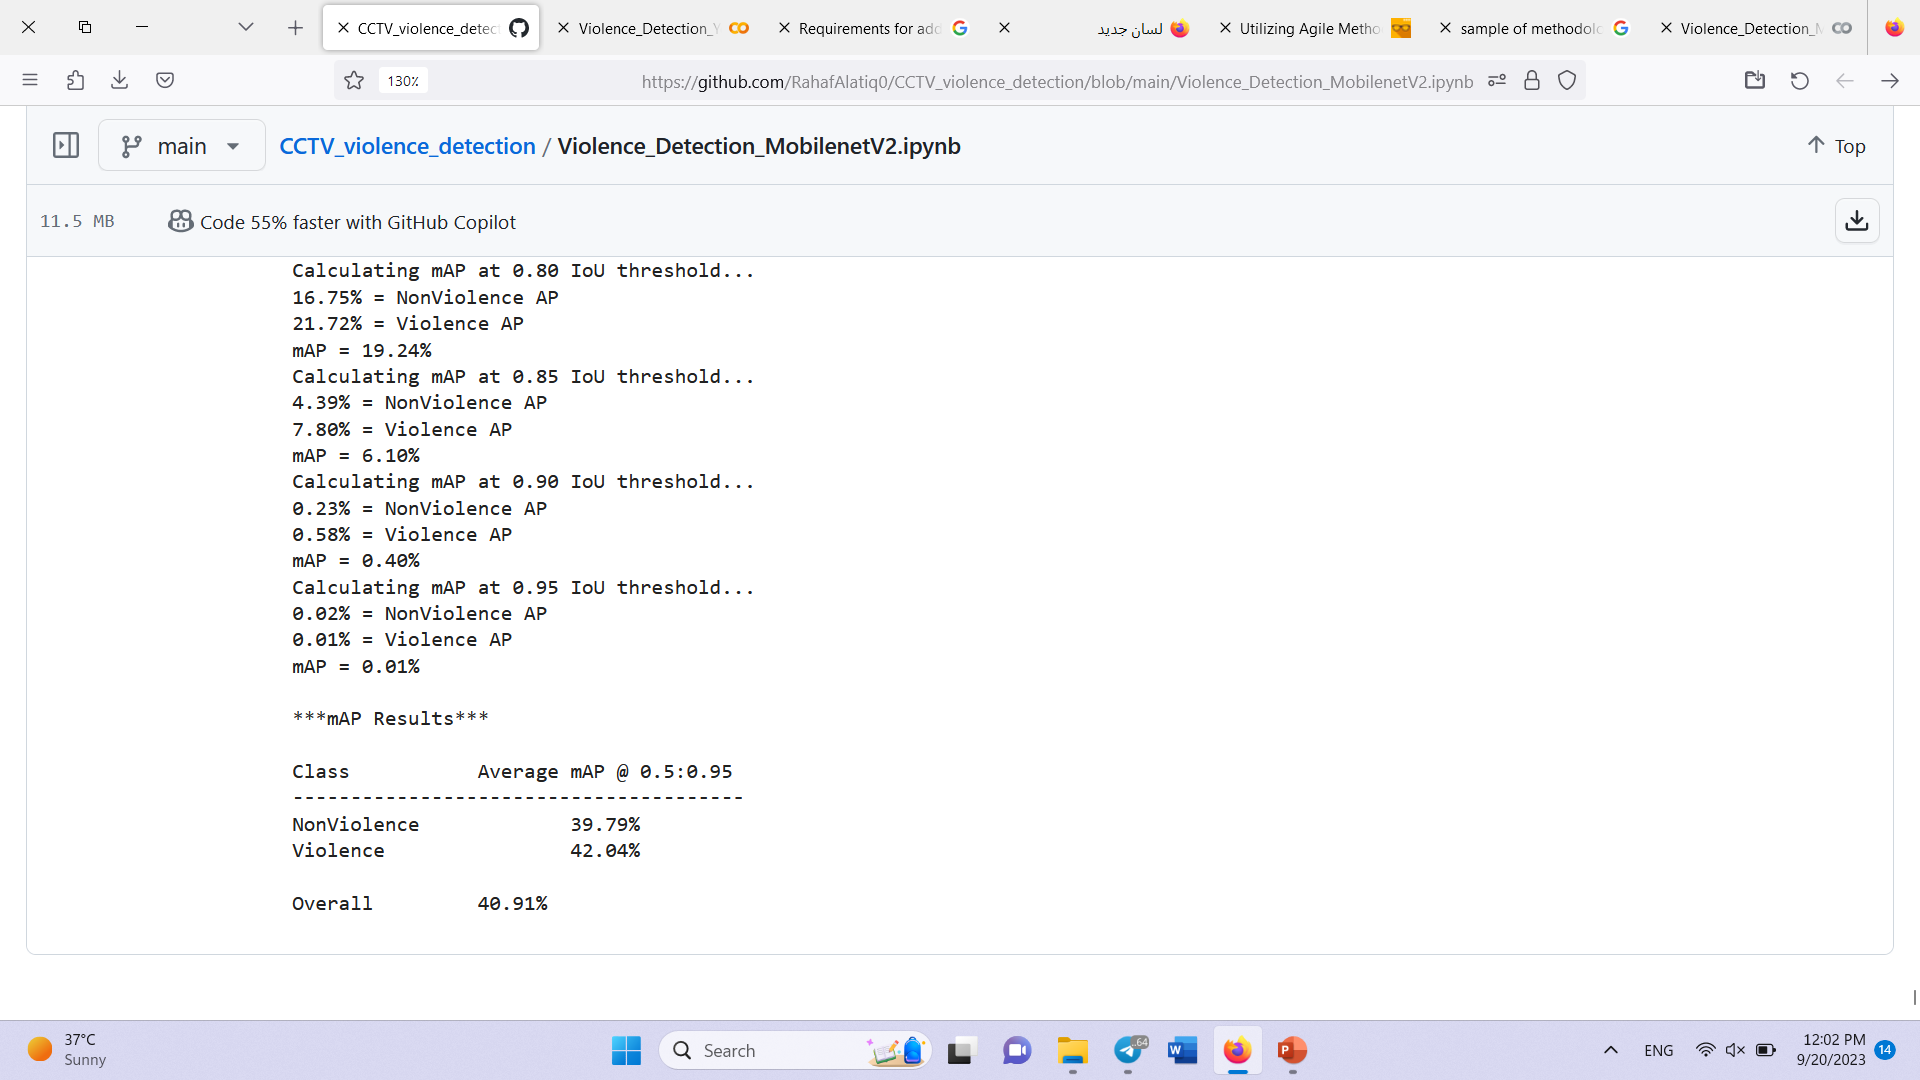 CCTV_violence_detect
Violence_Detection_Y
Requirements for add
لسان جديد
Utilizing Agile Metho
sample of methodolo
Violence_Detection_M
130%
https://github.com/RahafAlatiq0/CCTV_violence_detection/blob/main/Violence_Detection_MobilenetV2.ipynb
main
CCTV_violence_detection / Violence_Detection_MobilenetV2.ipynb
Top
11.5 MB
Code 55% faster with GitHub Copilot
Calculating mAP at 0.80 IoU threshold...
16.75% = NonViolence AP
21.72% = Violence AP
mAP = 19.24%
Calculating mAP at 0.85 IoU threshold...
4.39% = NonViolence AP
7.80% = Violence AP
mAP = 6.10%
Calculating mAP at 0.90 IoU threshold...
0.23% = NonViolence AP
0.58% = Violence AP
mAP = 0.40%
Calculating mAP at 0.95 IoU threshold...
0.02% = NonViolence AP
0.01% = Violence AP
mAP = 0.01%
***mAP Results***
Class Average mAP @ 0.5:0.95
---------------------------------------
NonViolence 39.79%
Violence 42.04%
Overall 40.91%
37°C
Sunny
Search
64
W
P
ENG
12:02 PM
9/20/2023
14